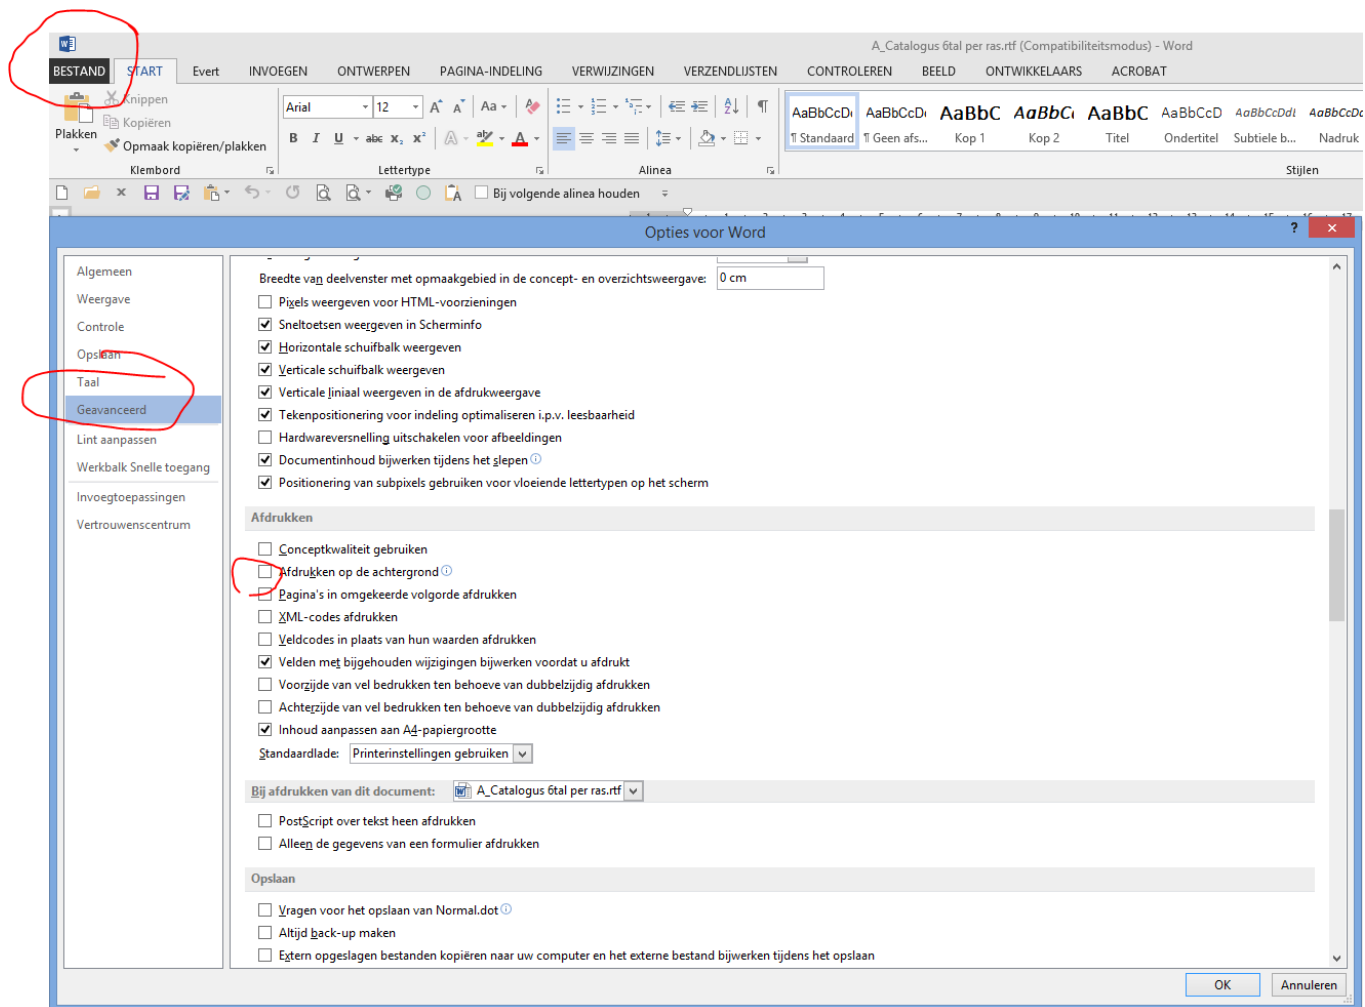 A_Catalogus 6tal per ras.rtf (Compatibiliteitsmodus) - Word
BESTAND START Evert INVOEGEN ONTWERPEN PAGINA-INDELING VERWIJZINGEN VERZENDLIJSTEN CONTROLEREN BEELD ONTWIKKELAARS ACROBAT
Knippen
Kopiëren
Plakken
Opmaak kopiëren/plakken
Klembord
Arial 12
Lettertype
Alinea
AaBbCcDc AaBbCcDc AaBbC AaBbCc AaBbC AaBbCcD AaBbCcDdE AaBbCcDc
¶ Standaard ¶ Geen afs... Kop 1 Kop 2 Titel Ondertitel Subtiele b... Nadruk
Stijlen
Bij volgende alinea houden
Opties voor Word
Algemeen
Weergave
Controle
Opslaan
Taal
Geavanceerd
Lint aanpassen
Werkbalk Snelle toegang
Invoegtoepassingen
Vertrouwenscentrum
Breedte van deelvenster met opmaakgebied in de concept- en overzichtsweergave: 0 cm
Pixels weergeven voor HTML-voorzieningen
Sneltoetsen weergeven in Scherminfo
Horizontale schuifbalk weergeven
Verticale schuifbalk weergeven
Verticale liniaal weergeven in de afdrukweergave
Tekenpositionering voor indeling optimaliseren i.p.v. leesbaarheid
Hardwareversnelling uitschakelen voor afbeeldingen
Documentinhoud bijwerken tijdens het slepen
Positionering van subpixels gebruiken voor vloeiende lettertypen op het scherm
Afdrukken
Conceptkwaliteit gebruiken
Afdrukken op de achtergrond
Pagina's in omgekeerde volgorde afdrukken
XML-codes afdrukken
Veldcodes in plaats van hun waarden afdrukken
Velden met bijgehouden wijzigingen bijwerken voordat u afdrukt
Voorzijde van vel bedrukken ten behoeve van dubbelzijdig afdrukken
Achterzijde van vel bedrukken ten behoeve van dubbelzijdig afdrukken
Inhoud aanpassen aan A4-papiergrootte
Standaardlade: Printerinstellingen gebruiken
Bij afdrukken van dit document: A_Catalogus 6tal per ras.rtf
PostScript over tekst heen afdrukken
Alleen de gegevens van een formulier afdrukken
Opslaan
Vragen voor het opslaan van Normal.dot
Altijd back-up maken
Extern opgeslagen bestanden kopiëren naar uw computer en het externe bestand bijwerken tijdens het opslaan
OK Annuleren